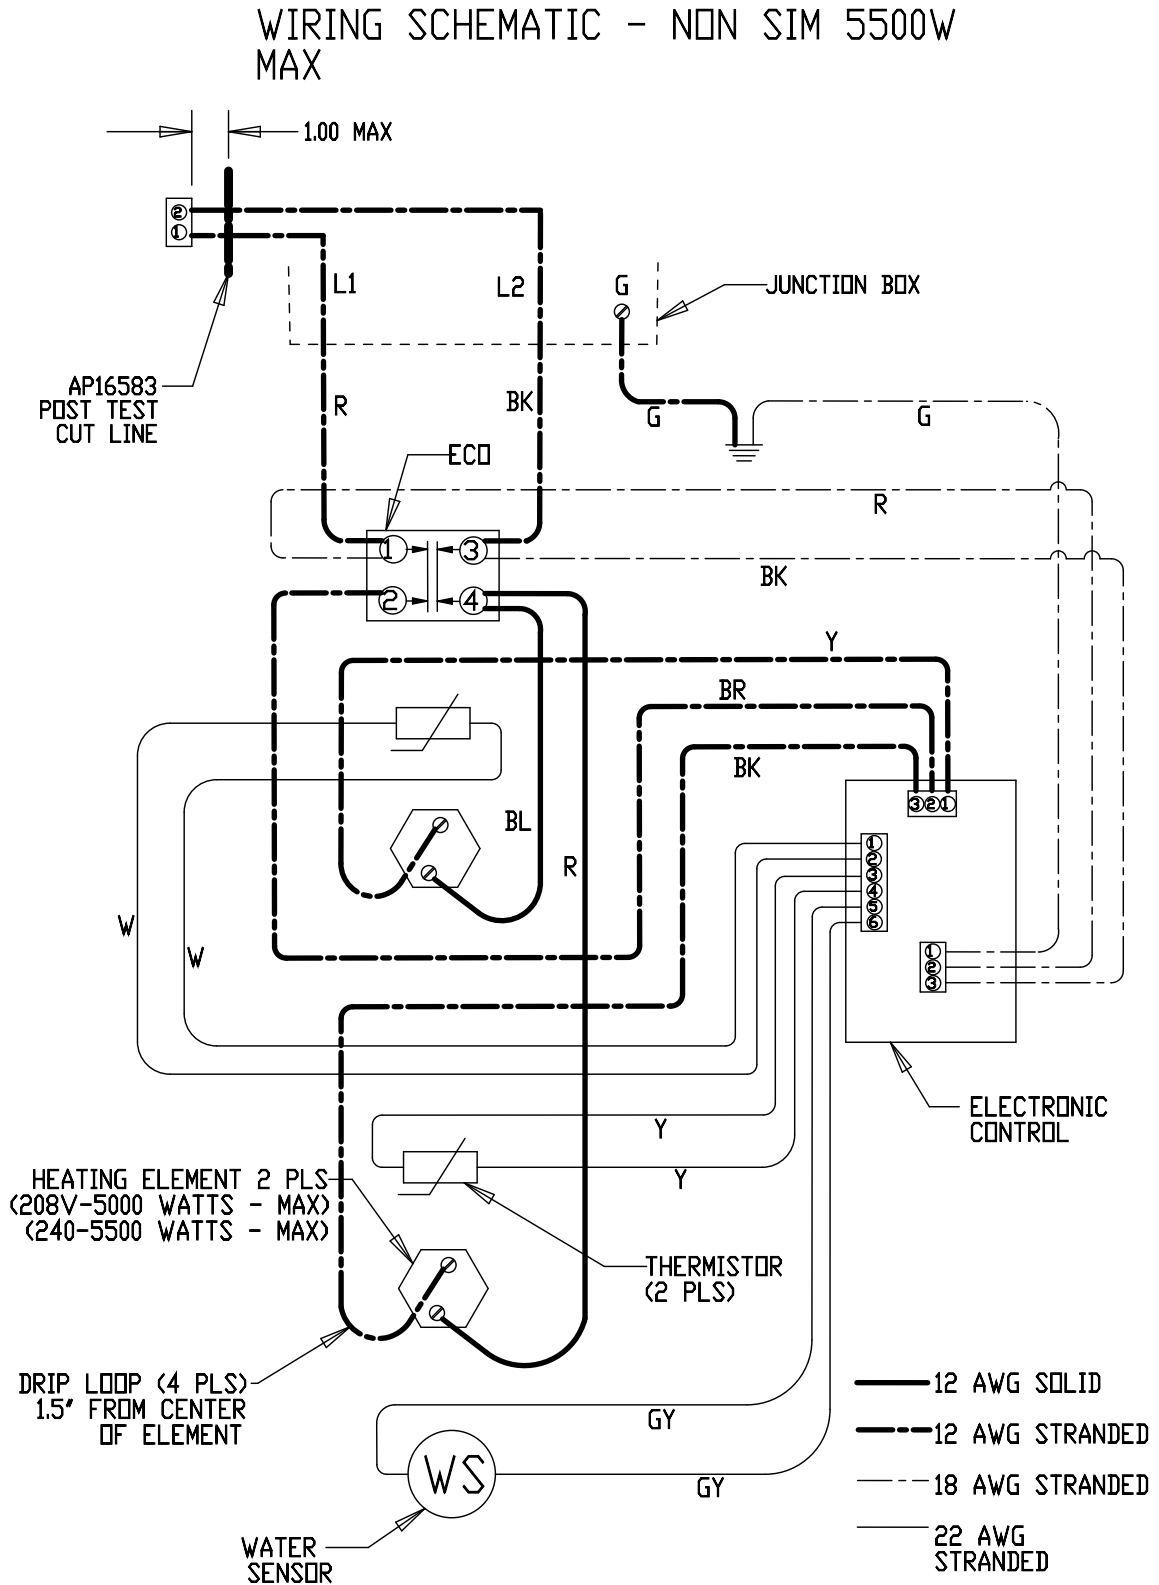 WIRING SCHEMATIC - NON SIM 5500W
MAX
1.00 MAX
2
1
L1
L2
G
JUNCTION BOX
AP16583
POST TEST
CUT LINE
R
BK
G
G
ECO
R
1
3
BK
2
4
Y
BR
BK
3 2 1
BL
R
1
2
3
4
5
6
W
W
1
2
3
ELECTRONIC
CONTROL
Y
Y
HEATING ELEMENT 2 PLS
(208V-5000 WATTS - MAX)
(240-5500 WATTS - MAX)
THERMISTOR
(2 PLS)
DRIP LOOP (4 PLS)
1.5" FROM CENTER
OF ELEMENT
12 AWG SOLID
GY
12 AWG STRANDED
WS
GY
18 AWG STRANDED
WATER
SENSOR
22 AWG
STRANDED